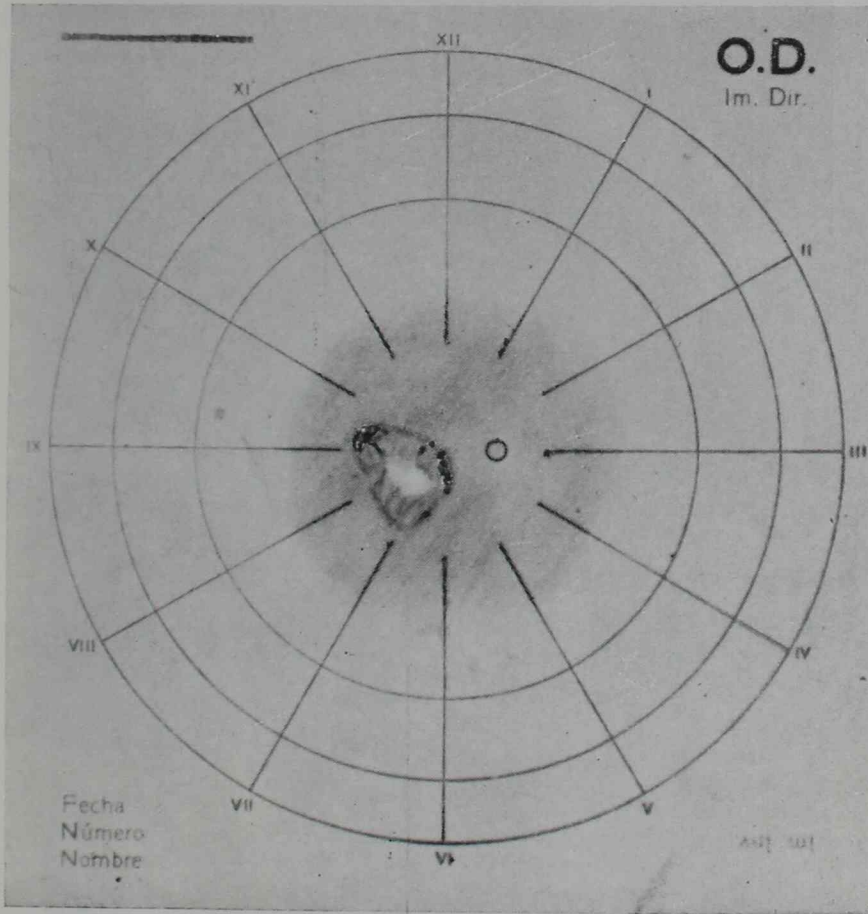 XII
O.D.
Im. Dir.
XI
I
X
II
IX
III
VIII
IV
VII
V
VI
Fecha
Número
Nombre